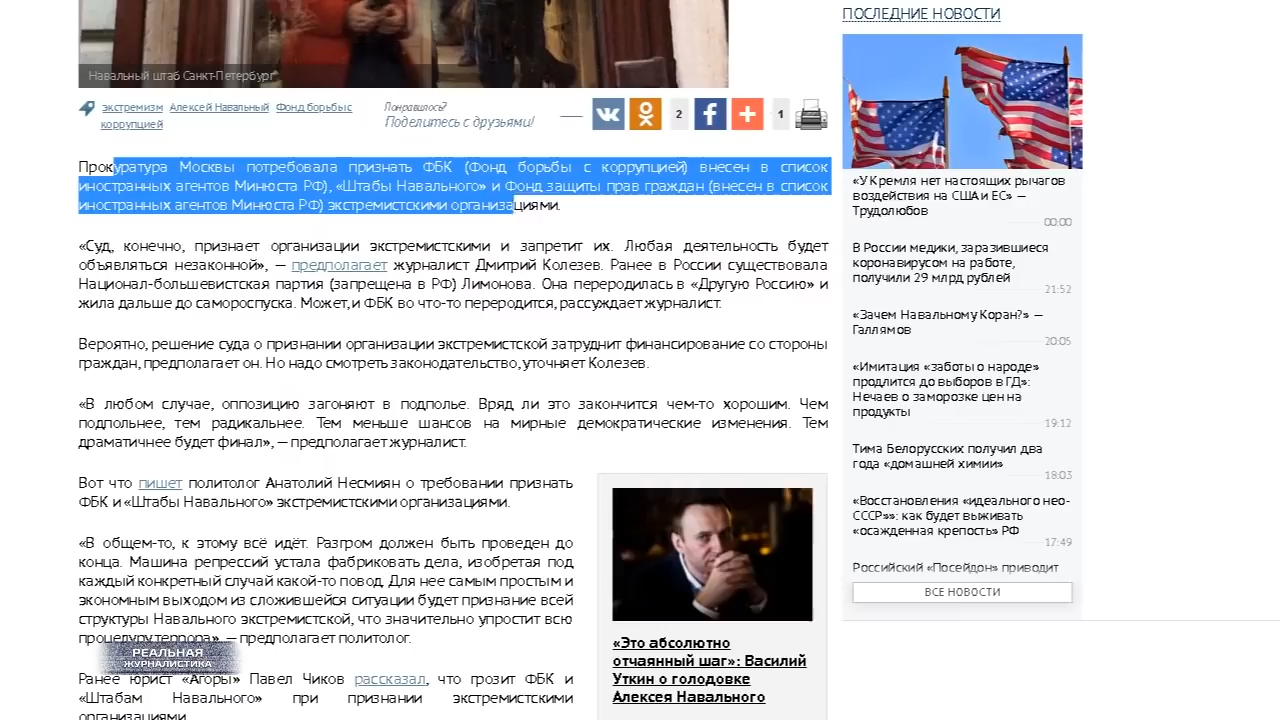 Навальный штаб Санкт-Петербург
экстремизм Алексей Навальный Фонд борьбы с
коррупцией
Понравилось?
Поделитесь с друзьями!
2
1
Прокуратура Москвы потребовала признать ФБК (Фонд борьбы с коррупцией) внесен в список
иностранных агентов Минюста РФ), «Штабы Навального» и Фонд защиты прав граждан (внесен в список
иностранных агентов Минюста РФ) экстремистскими организациями.
«Суд, конечно, признает организации экстремистскими и запретит их. Любая деятельность будет
объявляться незаконной», — предполагает журналист Дмитрий Колезев. Ранее в России существовала
Национал-большевистская партия (запрещена в РФ) Лимонова. Она переродилась в «Другую Россию» и
жила дальше до самороспуска. Может, и ФБК во что-то переродится, рассуждает журналист.
Вероятно, решение суда о признании организации экстремистской затруднит финансирование со стороны
граждан, предполагает он. Но надо смотреть законодательство, уточняет Колезев.
«В любом случае, оппозицию загоняют в подполье. Вряд ли это закончится чем-то хорошим. Чем
подпольнее, тем радикальнее. Тем меньше шансов на мирные демократические изменения. Тем
драматичнее будет финал», — предполагает журналист.
Вот что пишет политолог Анатолий Несмиян о требовании признать
ФБК и «Штабы Навального» экстремистскими организациями.
«В общем-то, к этому всё идёт. Разгром должен быть проведен до
конца. Машина репрессий устала фабриковать дела, изобретая под
каждый конкретный случай какой-то повод. Для нее самым простым и
экономным выходом из сложившейся ситуации будет признание всей
структуры Навального экстремистской, что значительно упростит всю
процедуру террора», — предполагает политолог.
Ранее юрист «Агоры» Павел Чиков рассказал, что грозит ФБК и
«Штабам Навального» при признании экстремистскими
организациями.
РЕАЛЬНАЯ
ЖУРНАЛИСТИКА
«Это абсолютно
отчаянный шаг»: Василий
Уткин о голодовке
Алексея Навального
ПОСЛЕДНИЕ НОВОСТИ
«У Кремля нет настоящих рычагов
воздействия на США и ЕС» —
Трудолюбов
00:00
В России медики, заразившиеся
коронавирусом на работе,
получили 29 млрд рублей
21:52
«Зачем Навальному Коран?» —
Галлямов
20:05
«Имитация «заботы о народе»
продлится до выборов в ГД»:
Нечаев о заморозке цен на
продукты
19:12
Тима Белорусских получил два
года «домашней химии»
18:03
«Восстановления «идеального нео-
СССР»»: как будет выживать
«осажденная крепость» РФ
17:49
Российский «Посейдон» приводит
ВСЕ НОВОСТИ